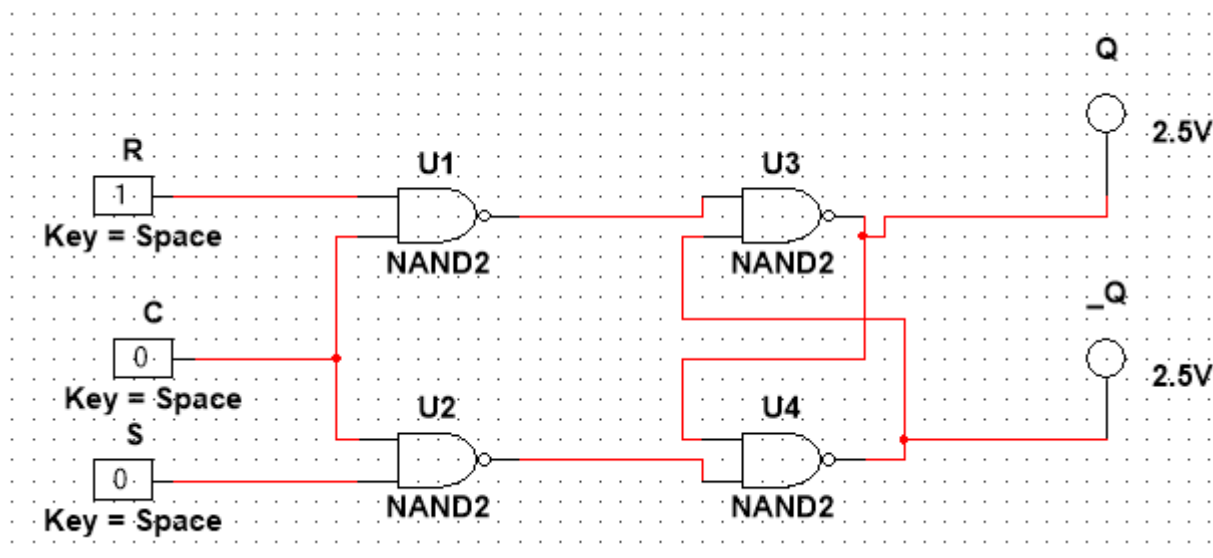 Q
2.5V
R
1
Key = Space
U1
NAND2
U3
NAND2
C
0
Key = Space
_Q
2.5V
S
0
Key = Space
U2
NAND2
U4
NAND2